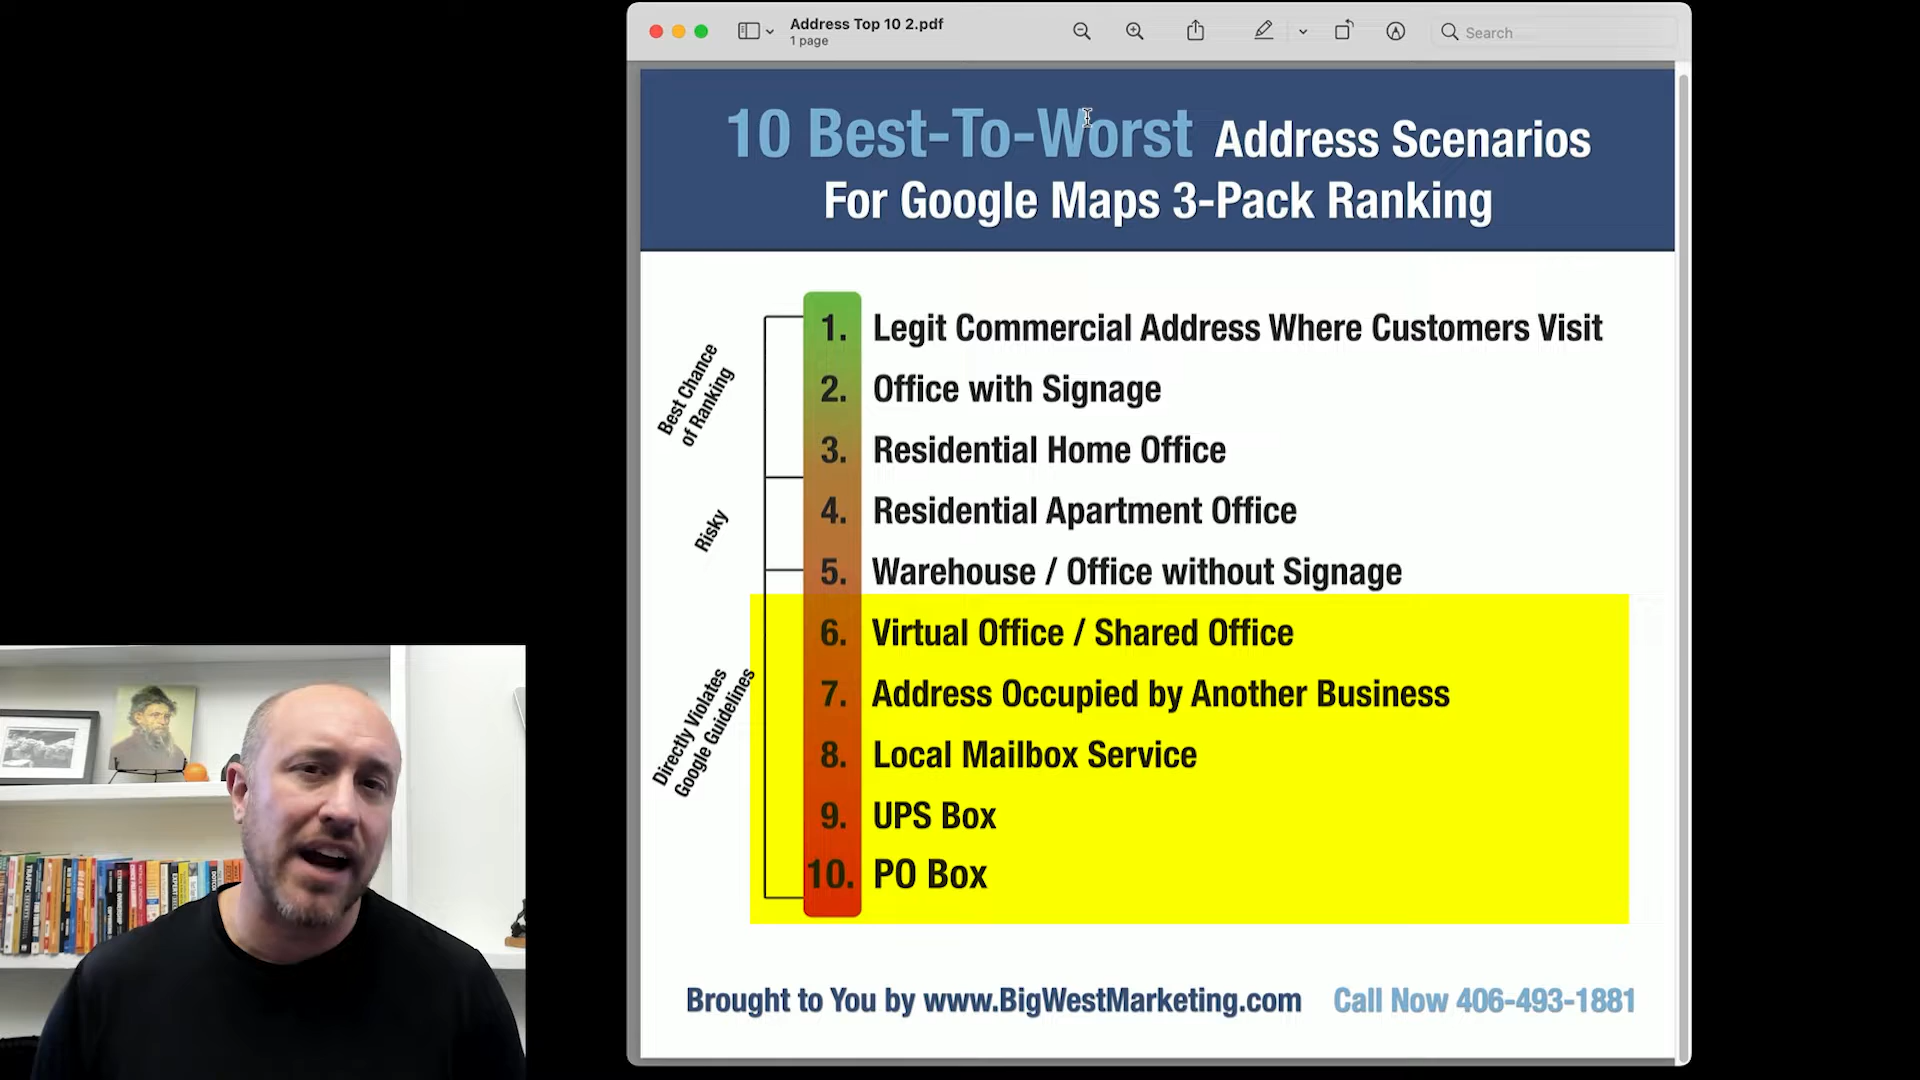 Address Top 10 2.pdf
1 page
Search
10 Best-To-Worst Address Scenarios
For Google Maps 3-Pack Ranking
Best Chance
of Ranking
1. Legit Commercial Address Where Customers Visit
2. Office with Signage
3. Residential Home Office
Risky
4. Residential Apartment Office
5. Warehouse / Office without Signage
Directly Violates
Google Guidelines
6. Virtual Office / Shared Office
7. Address Occupied by Another Business
8. Local Mailbox Service
9. UPS Box
10. PO Box
Brought to You by www.BigWestMarketing.com Call Now 406-493-1881